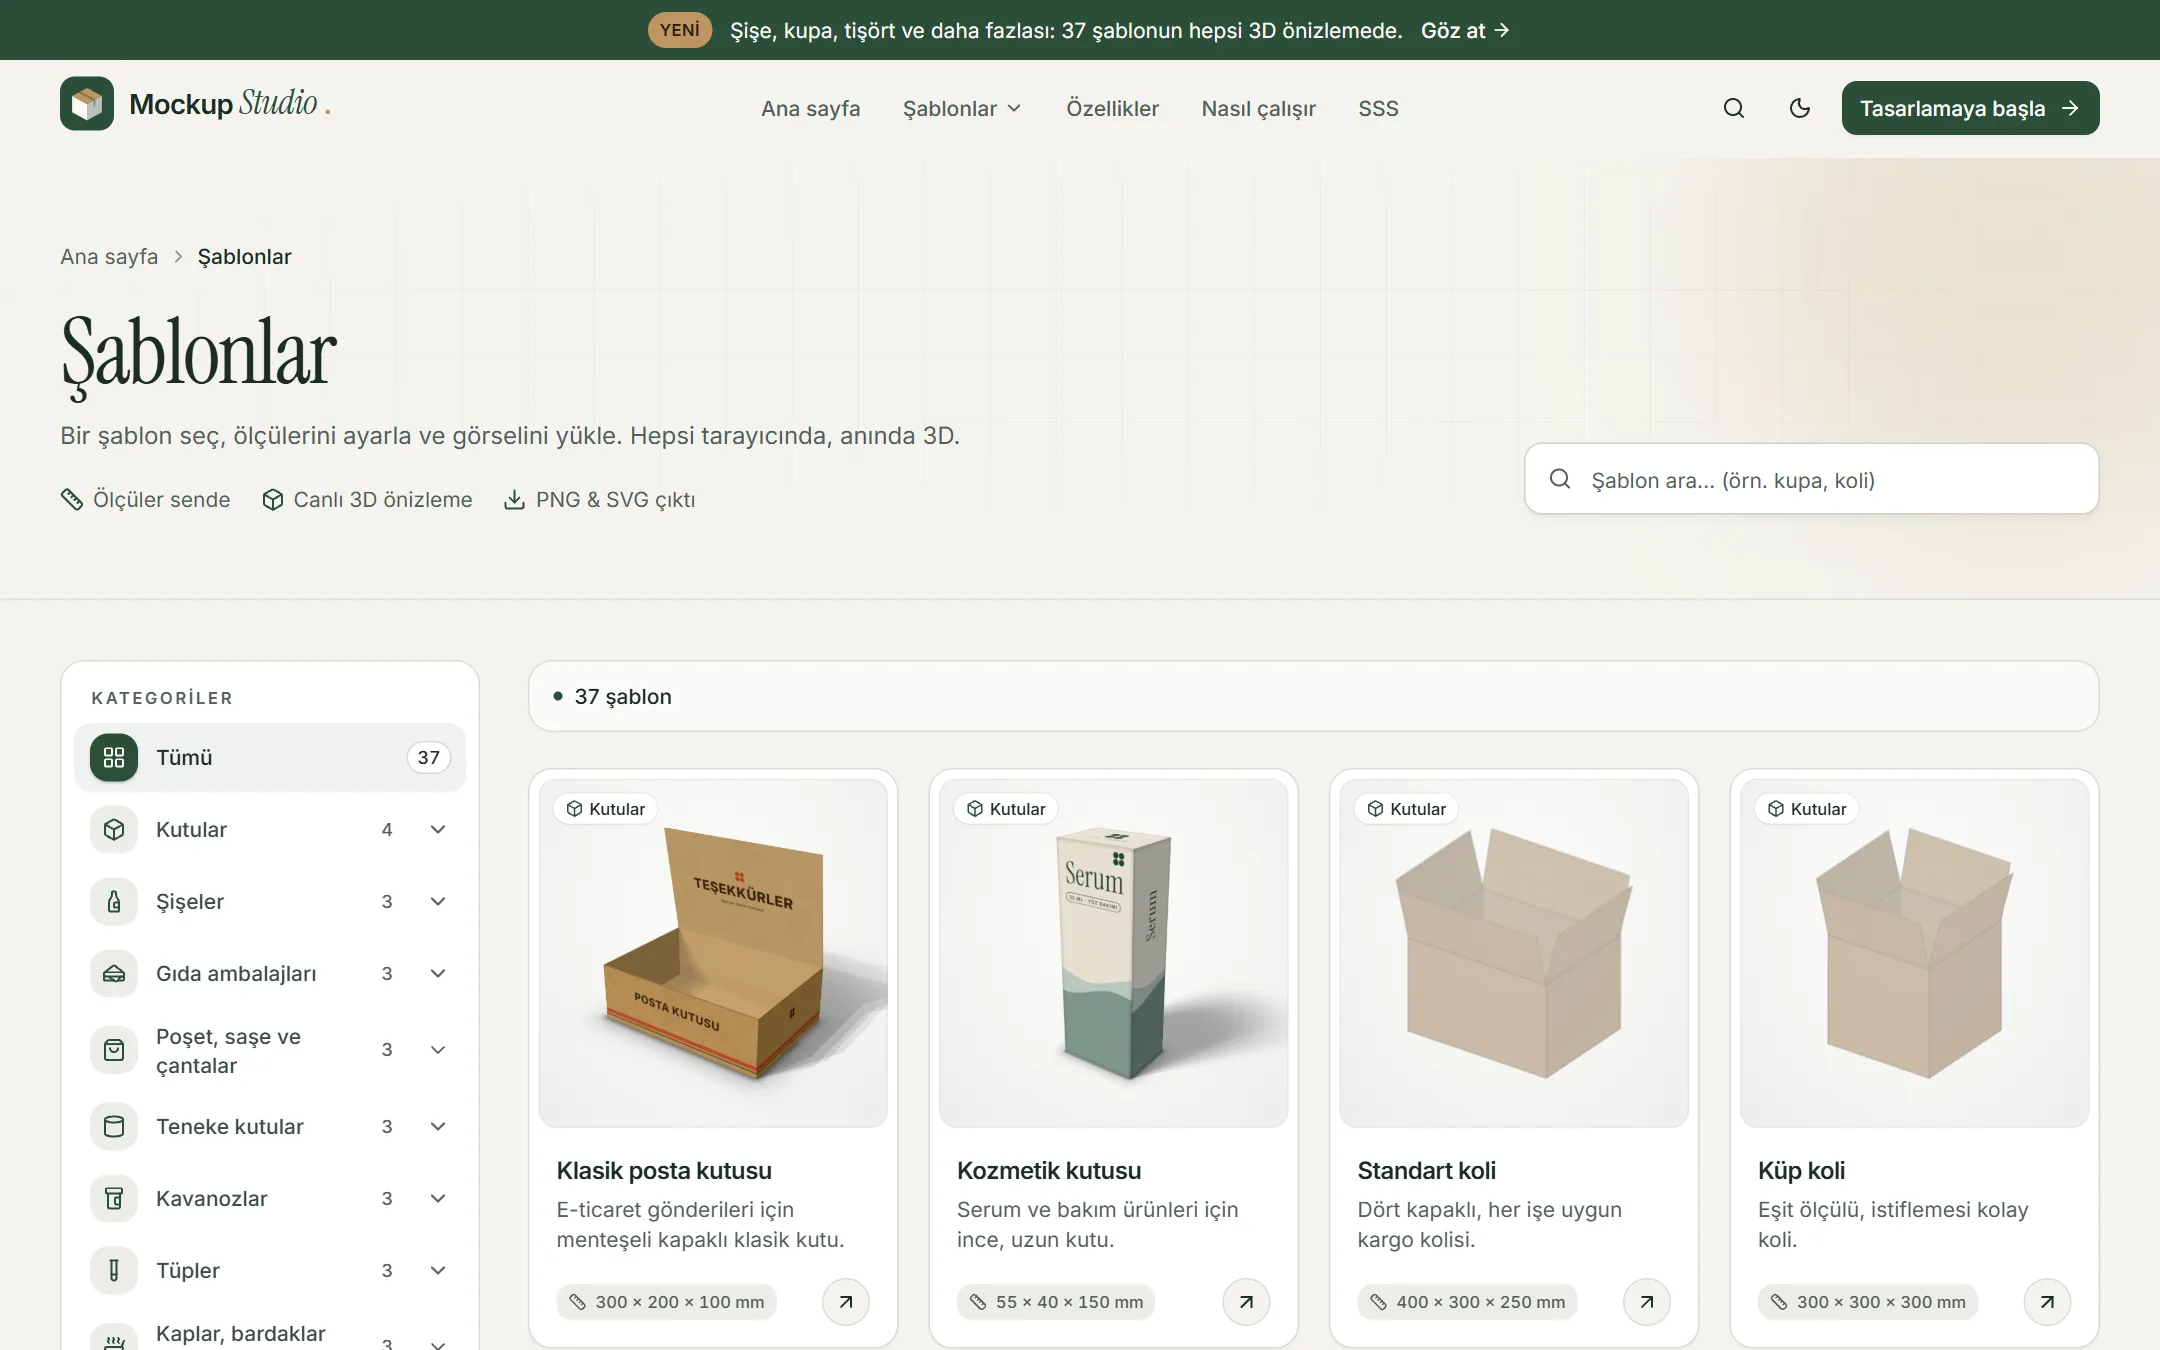 YENİ Şişe, kupa, tişört ve daha fazlası: 37 şablonun hepsi 3D önizlemede. Göz at →
Mockup Studio.
Ana sayfa
Şablonlar
Özellikler
Nasıl çalışır
SSS
Tasarlamaya başla →
Ana sayfa > Şablonlar
Şablonlar
Bir şablon seç, ölçülerini ayarla ve görselini yükle. Hepsi tarayıcında, anında 3D.
Ölçüler sende
Canlı 3D önizleme
PNG & SVG çıktı
Şablon ara... (örn. kupa, koli)
KATEGORİLER
Tümü 37
Kutular 4
Şişeler 3
Gıda ambalajları 3
Poşet, saşe ve
çantalar 3
Teneke kutular 3
Kavanozlar 3
Tüpler 3
Kaplar, bardaklar 3
37 şablon
Kutular
TEŞEKKÜRLER
POSTA KUTUSU
Klasik posta kutusu
E-ticaret gönderileri için
menteşeli kapaklı klasik kutu.
300 × 200 × 100 mm
Kutular
Serum
30 ML · YÜZ BAKIMI
Serum
Kozmetik kutusu
Serum ve bakım ürünleri için
ince, uzun kutu.
55 × 40 × 150 mm
Kutular
Standart koli
Dört kapaklı, her işe uygun
kargo kolisi.
400 × 300 × 250 mm
Kutular
Küp koli
Eşit ölçülü, istiflemesi kolay
koli.
300 × 300 × 300 mm